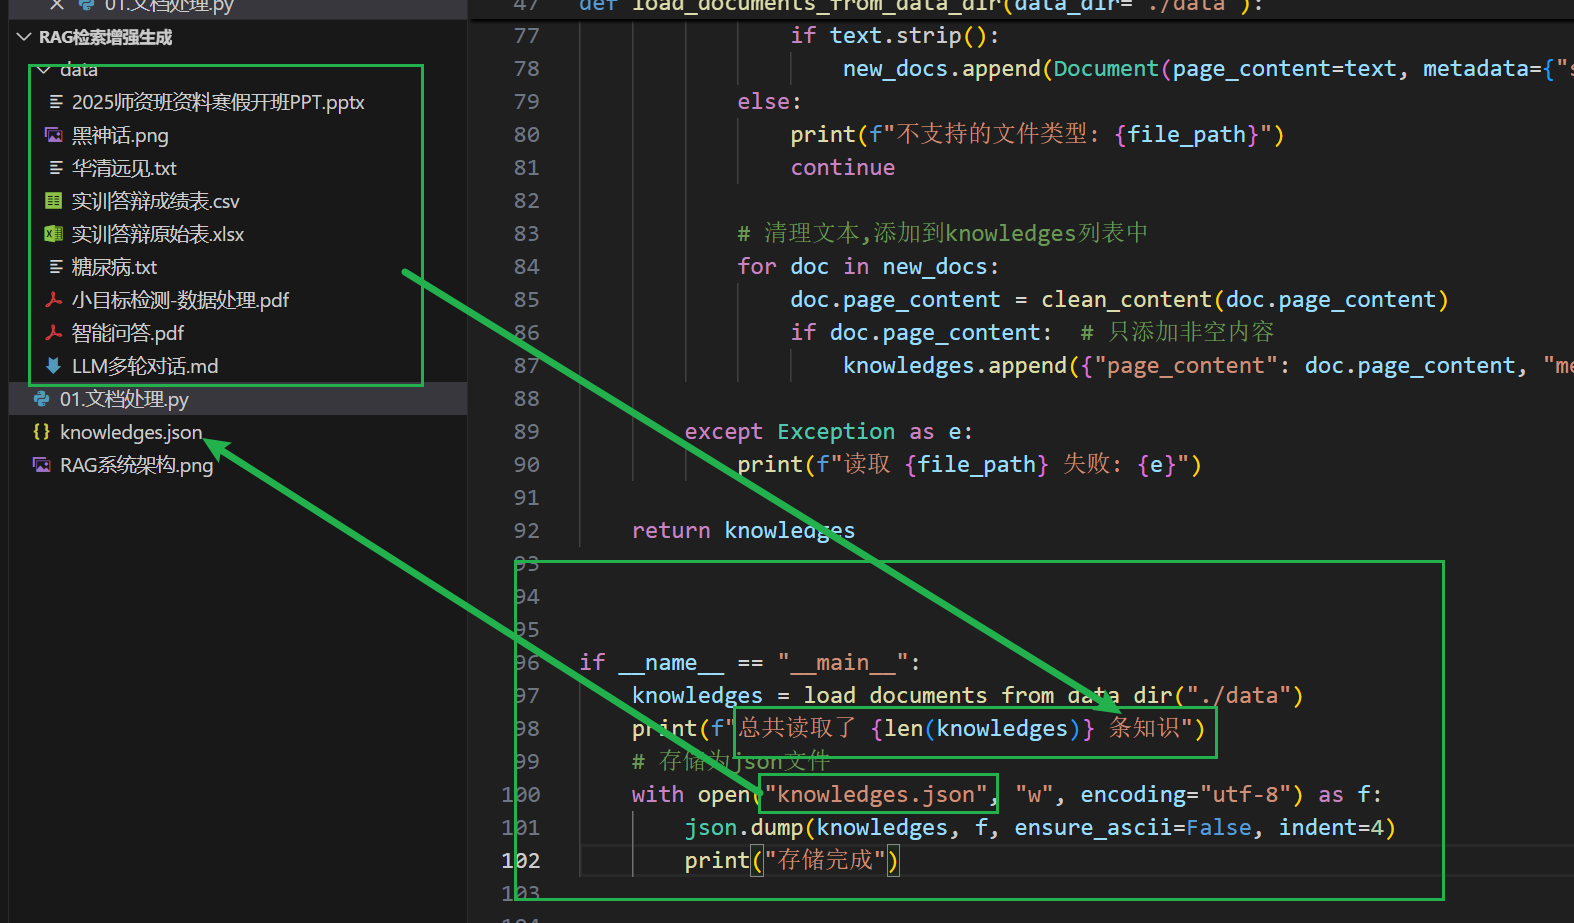 01.文档处理.py
RAG检索增强生成
data
2025师资班资料寒假开班PPT.pptx
黑神话.png
华清远见.txt
实训答辩成绩表.csv
实训答辩原始表.xlsx
糖尿病.txt
小目标检测-数据处理.pdf
智能问答.pdf
LLM多轮对话.md
01.文档处理.py
knowledges.json
RAG系统架构.png
47 def load_documents_from_data_dir(data_dir="./data"):
77 if text.strip():
78 new_docs.append(Document(page_content=text, metadata={"s
79 else:
80 print(f"不支持的文件类型: {file_path}")
81 continue
82
83 # 清理文本,添加到knowledges列表中
84 for doc in new_docs:
85 doc.page_content = clean_content(doc.page_content)
86 if doc.page_content: # 只添加非空内容
87 knowledges.append({"page_content": doc.page_content, "me
88
89 except Exception as e:
90 print(f"读取 {file_path} 失败: {e}")
91
92 return knowledges
93
94
95
96 if __name__ == "__main__":
97 knowledges = load_documents_from_data_dir("./data")
98 print(f"总共读取了 {len(knowledges)} 条知识")
99 # 存储为json文件
100 with open("knowledges.json", "w", encoding="utf-8") as f:
101 json.dump(knowledges, f, ensure_ascii=False, indent=4)
102 print("存储完成")
103
104